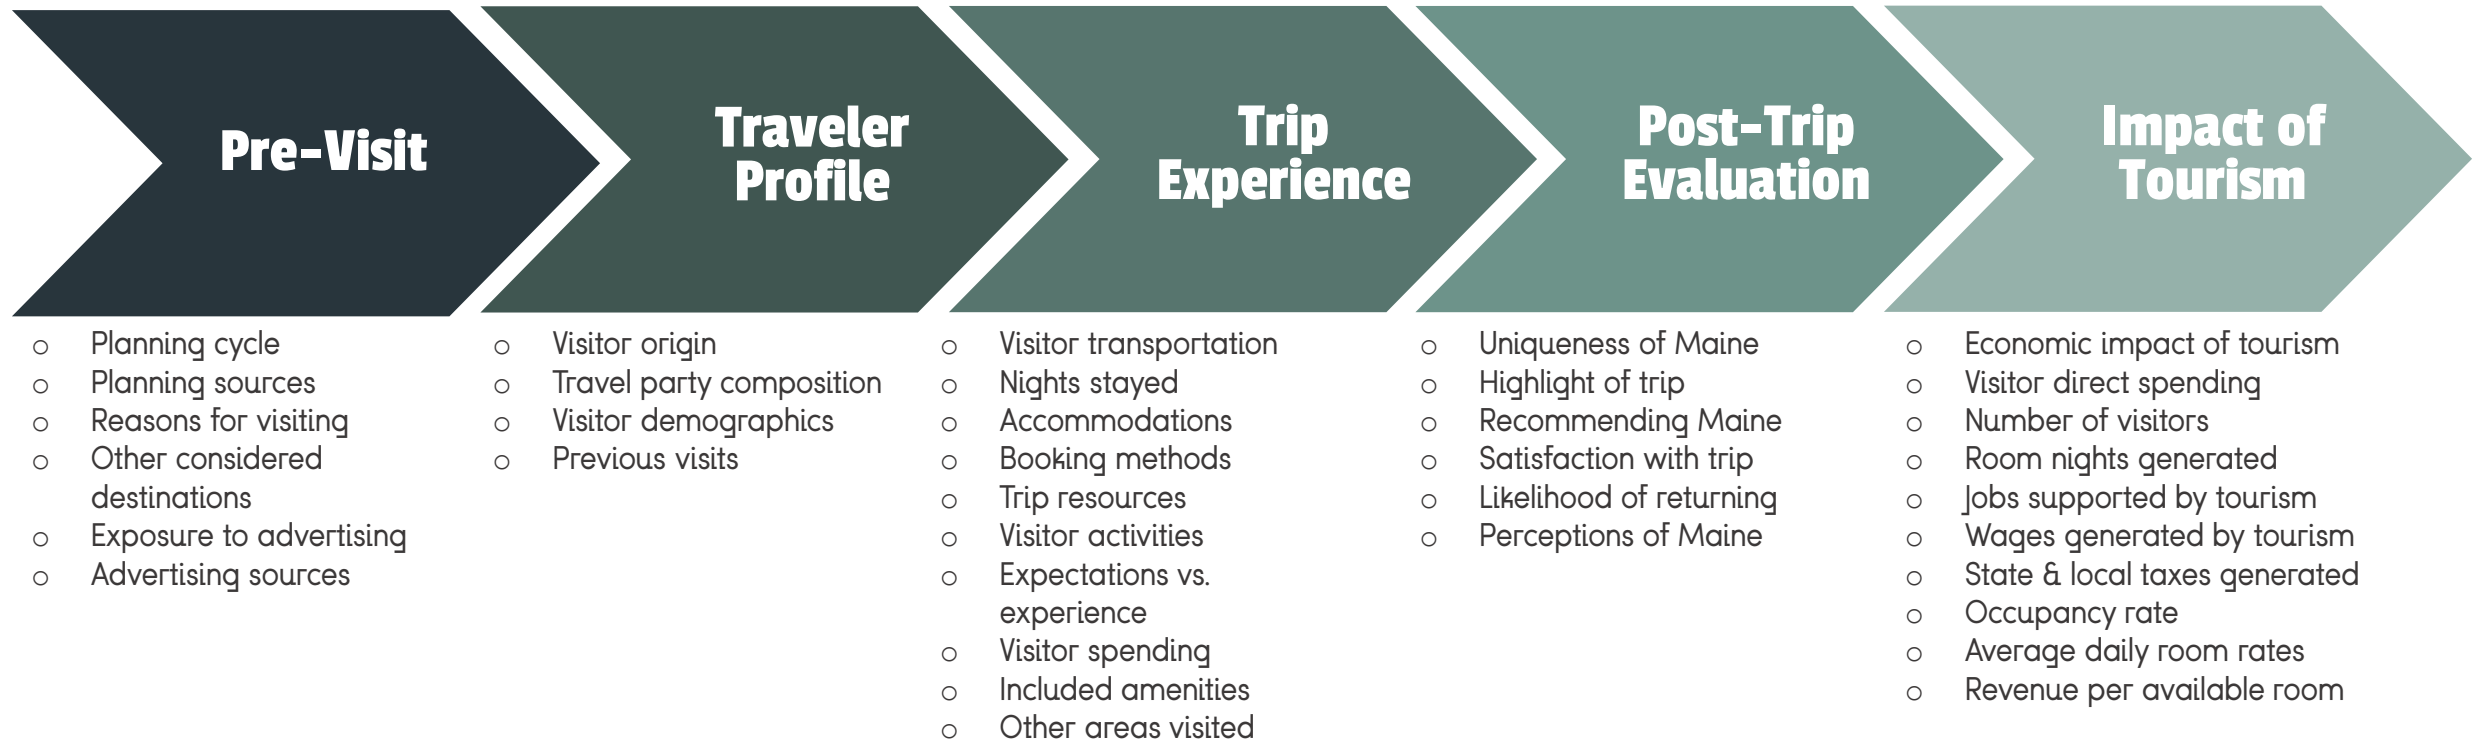 Pre-Visit
○ Planning cycle
○ Planning sources
○ Reasons for visiting
○ Other considered
destinations
○ Exposure to advertising
○ Advertising sources
Traveler
Profile
○ Visitor origin
○ Travel party composition
○ Visitor demographics
○ Previous visits
Trip
Experience
○ Visitor transportation
○ Nights stayed
○ Accommodations
○ Booking methods
○ Trip resources
○ Visitor activities
○ Expectations vs.
experience
○ Visitor spending
○ Included amenities
○ Other areas visited
Post-Trip
Evaluation
○ Uniqueness of Maine
○ Highlight of trip
○ Recommending Maine
○ Satisfaction with trip
○ Likelihood of returning
○ Perceptions of Maine
Impact of
Tourism
○ Economic impact of tourism
○ Visitor direct spending
○ Number of visitors
○ Room nights generated
○ Jobs supported by tourism
○ Wages generated by tourism
○ State & local taxes generated
○ Occupancy rate
○ Average daily room rates
○ Revenue per available room